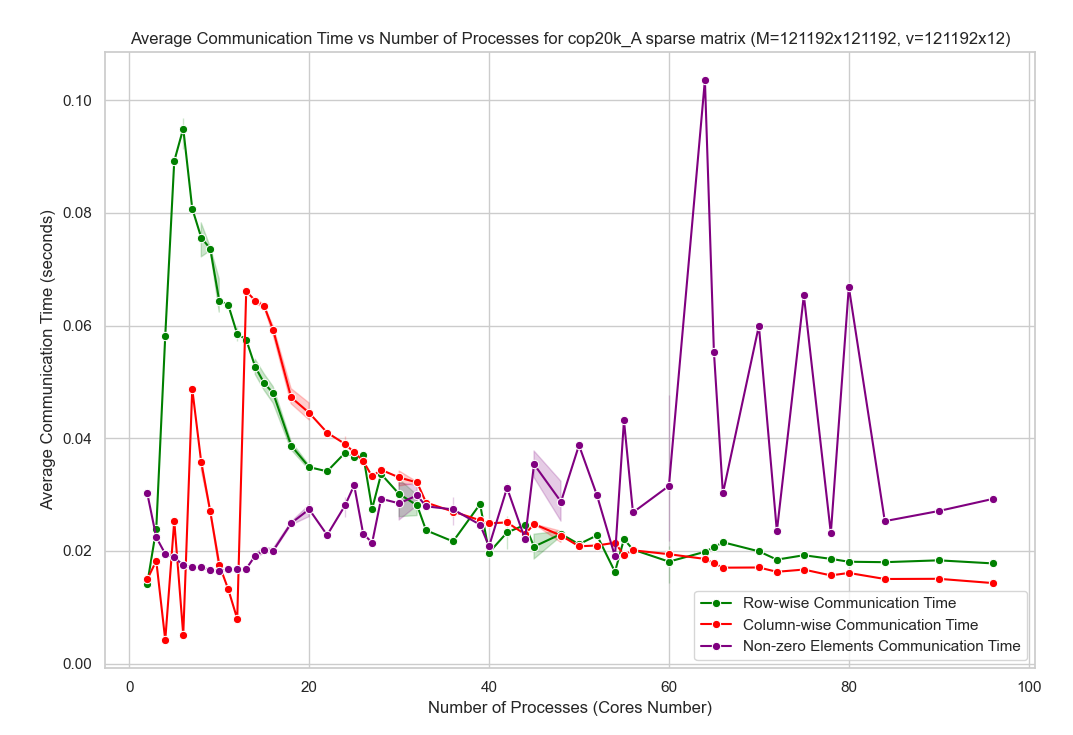 Average Communication Time vs Number of Processes for cop20k_A sparse matrix (M=121192x121192, v=121192x12)
Average Communication Time (seconds)
0.10
0.08
0.06
0.04
0.02
0.00
0
20
40
60
80
100
Number of Processes (Cores Number)
Row-wise Communication Time
Column-wise Communication Time
Non-zero Elements Communication Time